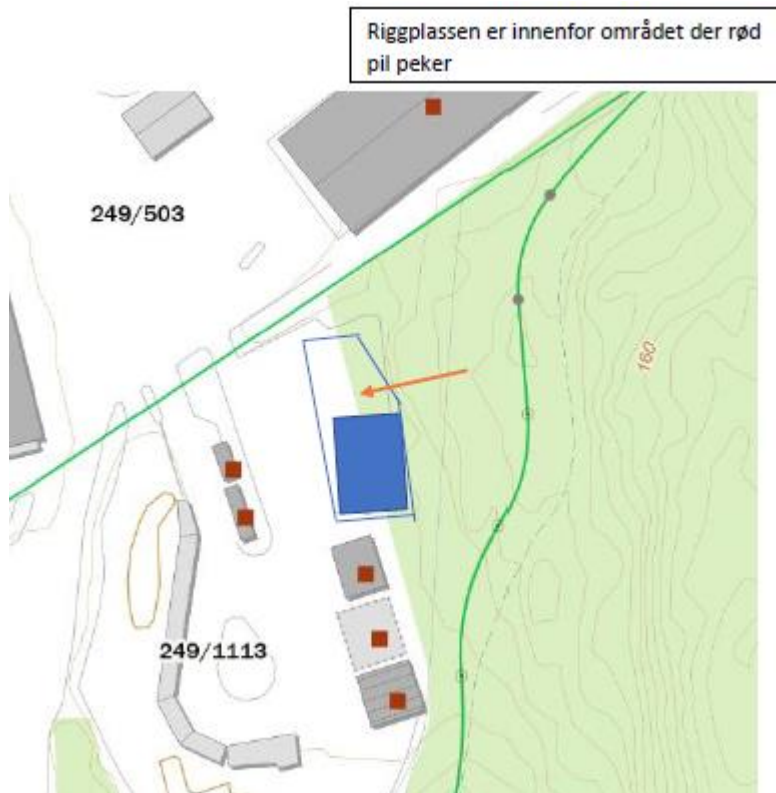 Riggplassen er innenfor området der rød
pil peker
249/503
160
249/1113